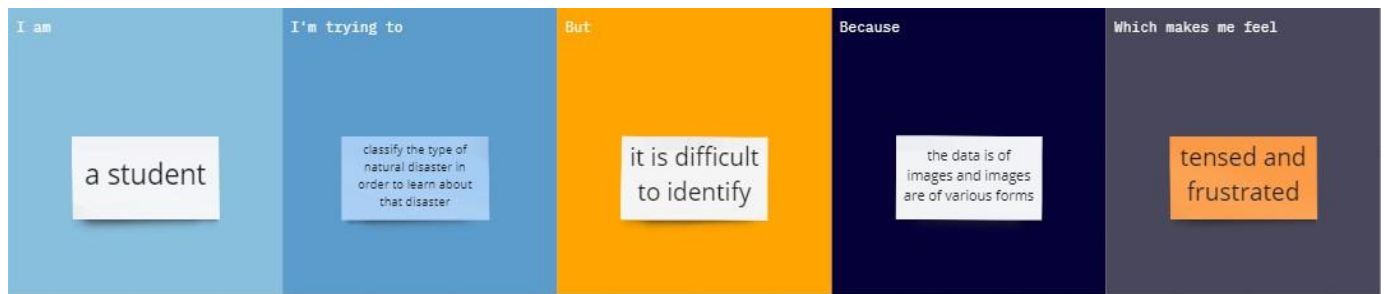 I am
a student
I'm trying to
classify the type of
natural disaster in
order to learn about
that disaster
But
it is difficult
to identify
Because
the data is of
images and images
are of various forms
Which makes me feel
tensed and
frustrated